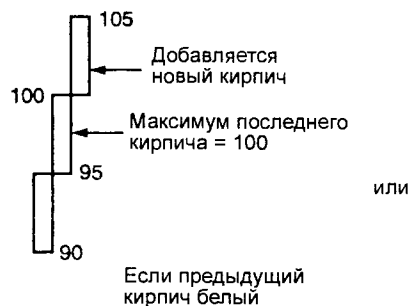 105
Добавляется
новый кирпич
100
Максимум последнего
кирпича = 100
95
или
90
Если предыдущий
кирпич белый